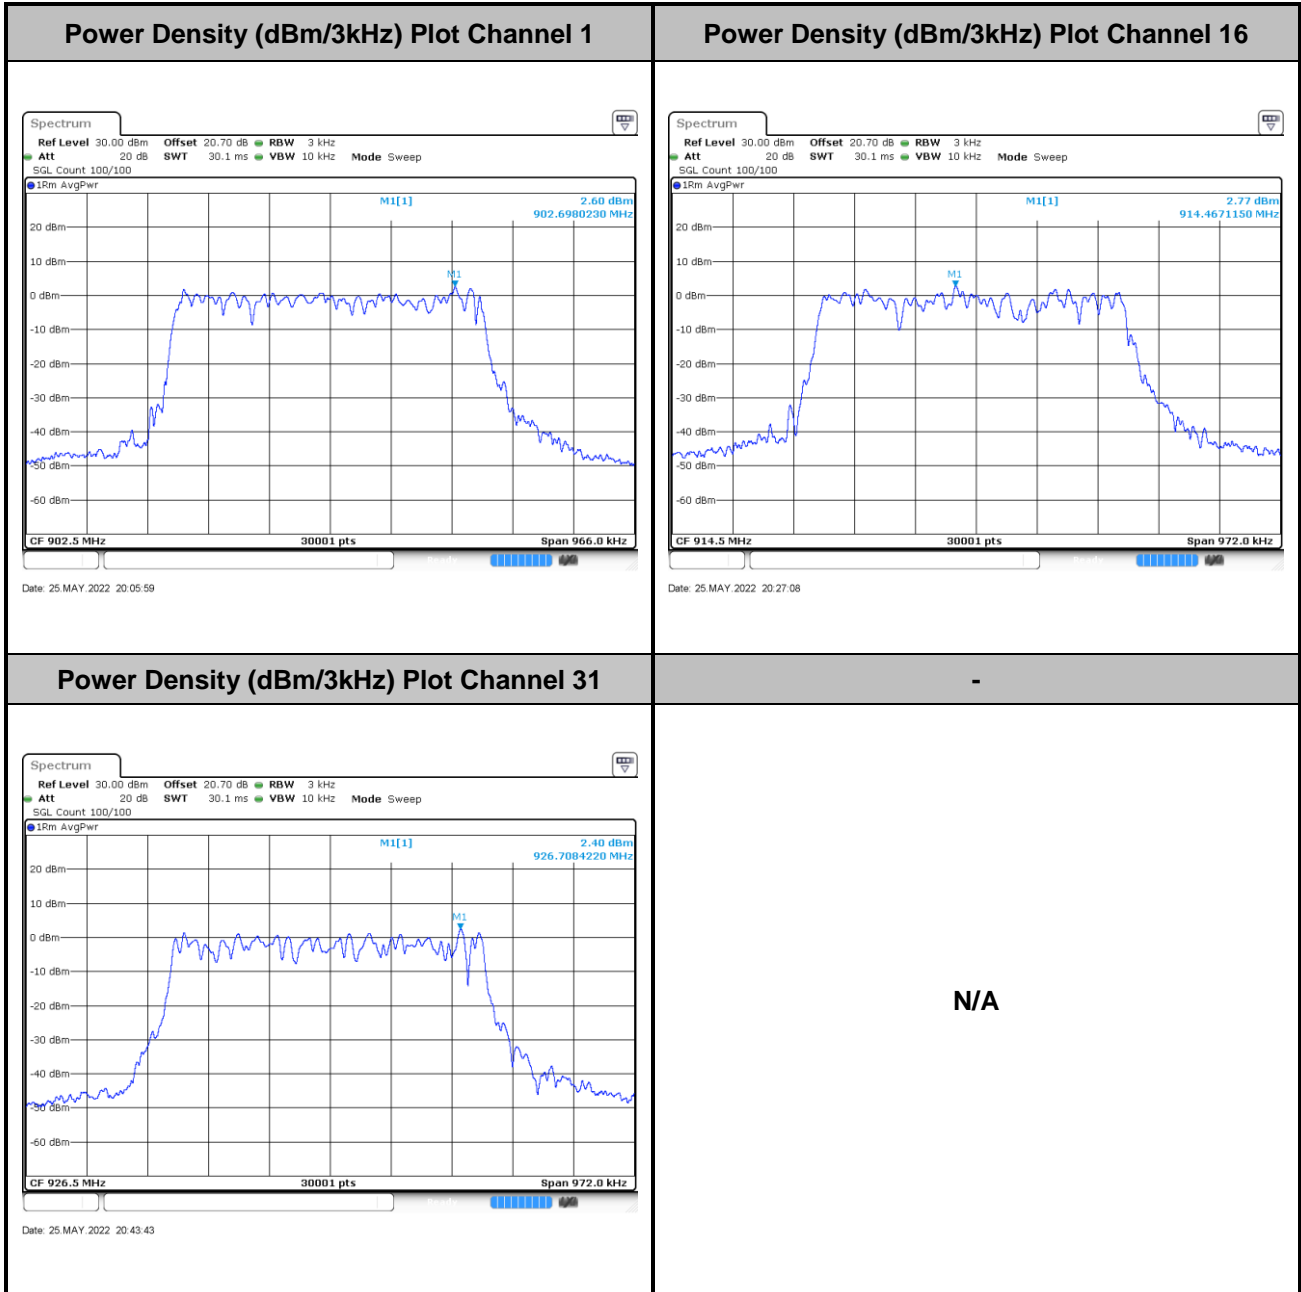 Power Density (dBm/3kHz) Plot Channel 1
Power Density (dBm/3kHz) Plot Channel 16
Spectrum
Ref Level 30.00 dBm Offset 20.70 dB RBW 3 kHz
Att 20 dB SWT 30.1 ms VBW 10 kHz Mode Sweep
SGL Count 100/100
1Rm AvgPwr
M1[1] 2.60 dBm
902.6980230 MHz
20 dBm
10 dBm
M1
0 dBm
-10 dBm
-20 dBm
-30 dBm
-40 dBm
-50 dBm
-60 dBm
CF 902.5 MHz 30001 pts Span 966.0 kHz
Date: 25.MAY.2022 20:05:59
Spectrum
Ref Level 30.00 dBm Offset 20.70 dB RBW 3 kHz
Att 20 dB SWT 30.1 ms VBW 10 kHz Mode Sweep
SGL Count 100/100
1Rm AvgPwr
M1[1] 2.77 dBm
914.4671150 MHz
20 dBm
10 dBm
M1
0 dBm
-10 dBm
-20 dBm
-30 dBm
-40 dBm
-50 dBm
-60 dBm
CF 914.5 MHz 30001 pts Span 972.0 kHz
Date: 25.MAY.2022 20:27:08
Power Density (dBm/3kHz) Plot Channel 31
-
Spectrum
Ref Level 30.00 dBm Offset 20.70 dB RBW 3 kHz
Att 20 dB SWT 30.1 ms VBW 10 kHz Mode Sweep
SGL Count 100/100
1Rm AvgPwr
M1[1] 2.40 dBm
926.7084220 MHz
20 dBm
10 dBm
M1
0 dBm
-10 dBm
-20 dBm
-30 dBm
-40 dBm
-50 dBm
-60 dBm
CF 926.5 MHz 30001 pts Span 972.0 kHz
Date: 25.MAY.2022 20:43:43
N/A